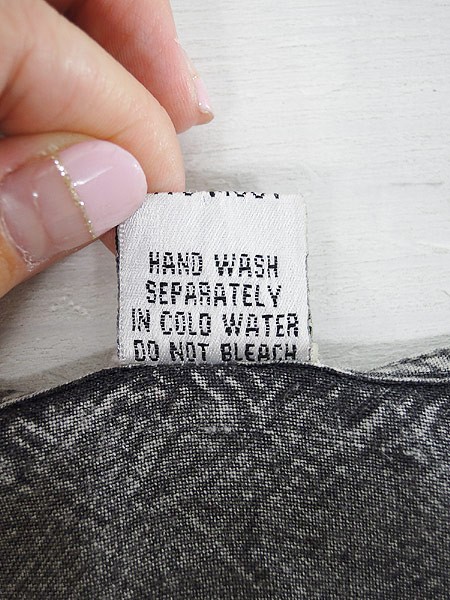 HAND WASH
SEPARATELY
IN COLD WATER
DO NOT BLEACH